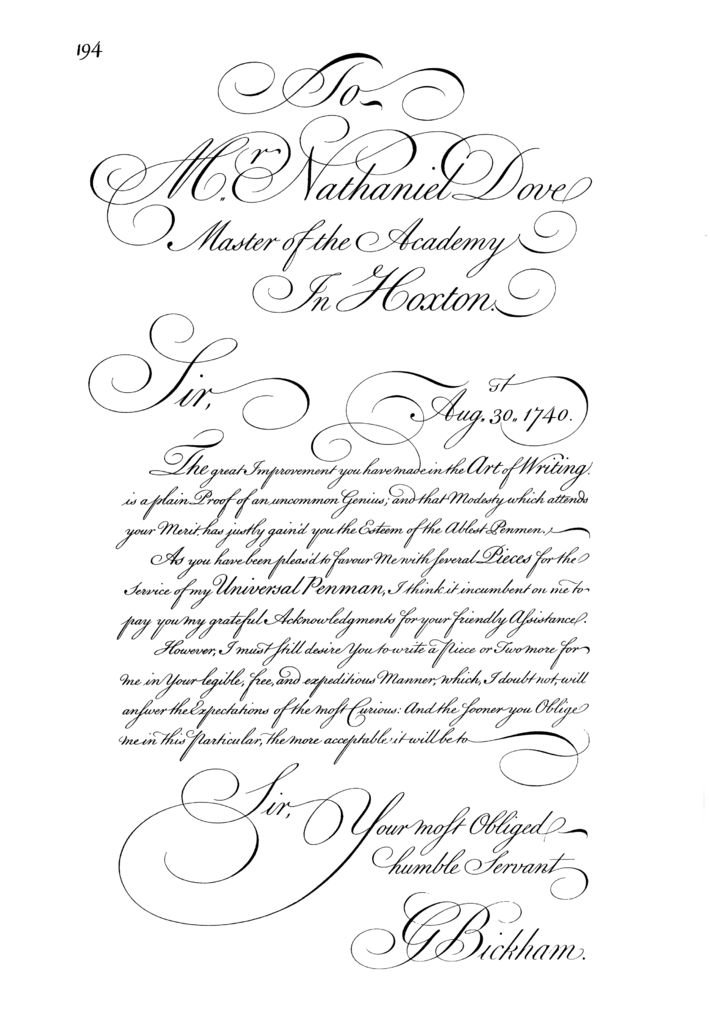 194
To
Mr. Nathaniel Dove
Master of the Academy
In Hoxton.
Sir,
st
Aug. 30. 1740.
The great Improvement you have made in the Art of Writing
is a plain Proof of an uncommon Genius; and that Modesty which attends
your Merit, has justly gain'd you the Esteem of the Ablest Penmen.
As you have been pleas'd to favour Me with ſeveral Pieces for the
Service of my Universal Penman, I think it incumbent on me to
pay you my grateful Acknowledgments for your friendly Aſsistance.
However, I must ſtill desire You to write a Piece or Two more for
me in Your legible, free, and expeditious Manner, which, I doubt not, will
anſwer the Expectations of the moſt Curious: And the ſooner you Oblige
me in this Particular, the more acceptable it will be to
Sir,
Your moſt Obliged
humble Servant
G Bickham.